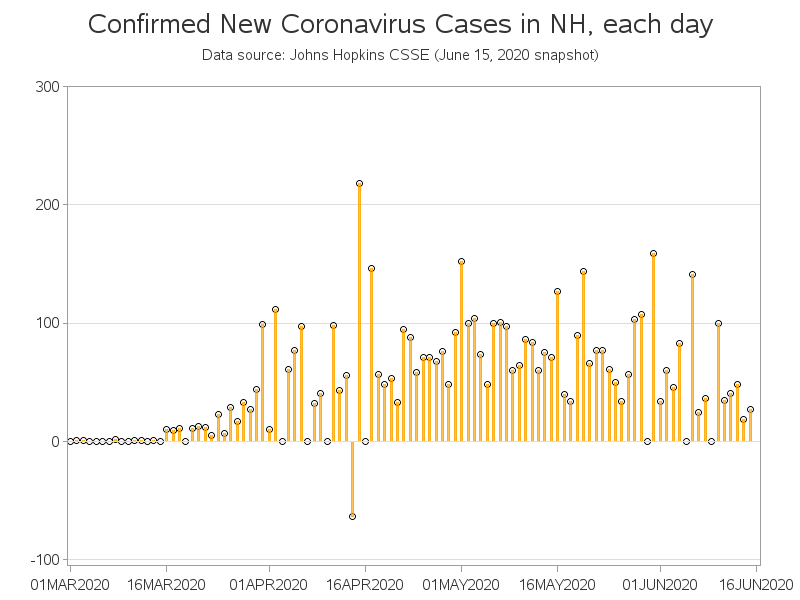 Confirmed New Coronavirus Cases in NH, each day
Data source: Johns Hopkins CSSE (June 15, 2020 snapshot)
300
200
100
0
-100
01MAR2020 16MAR2020 01APR2020 16APR2020 01MAY2020 16MAY2020 01JUN2020 16JUN2020